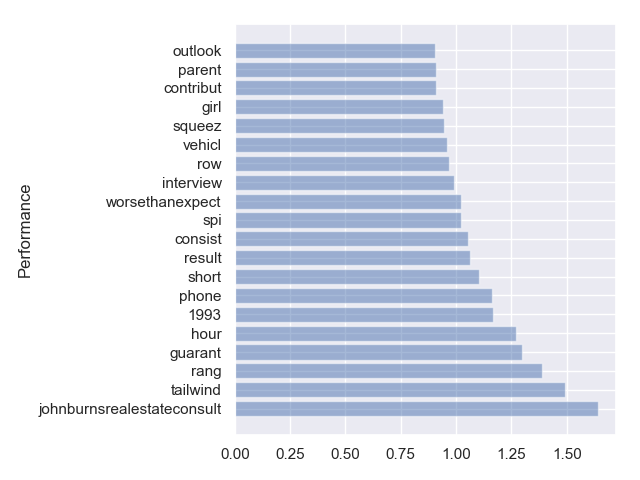 outlook
parent
contribut
girl
squeez
vehicl
row
interview
worsethanexpect
spi
consist
result
short
phone
1993
hour
guarant
rang
tailwind
johnburnsrealestateconsult
Performance
0.00 0.25 0.50 0.75 1.00 1.25 1.50